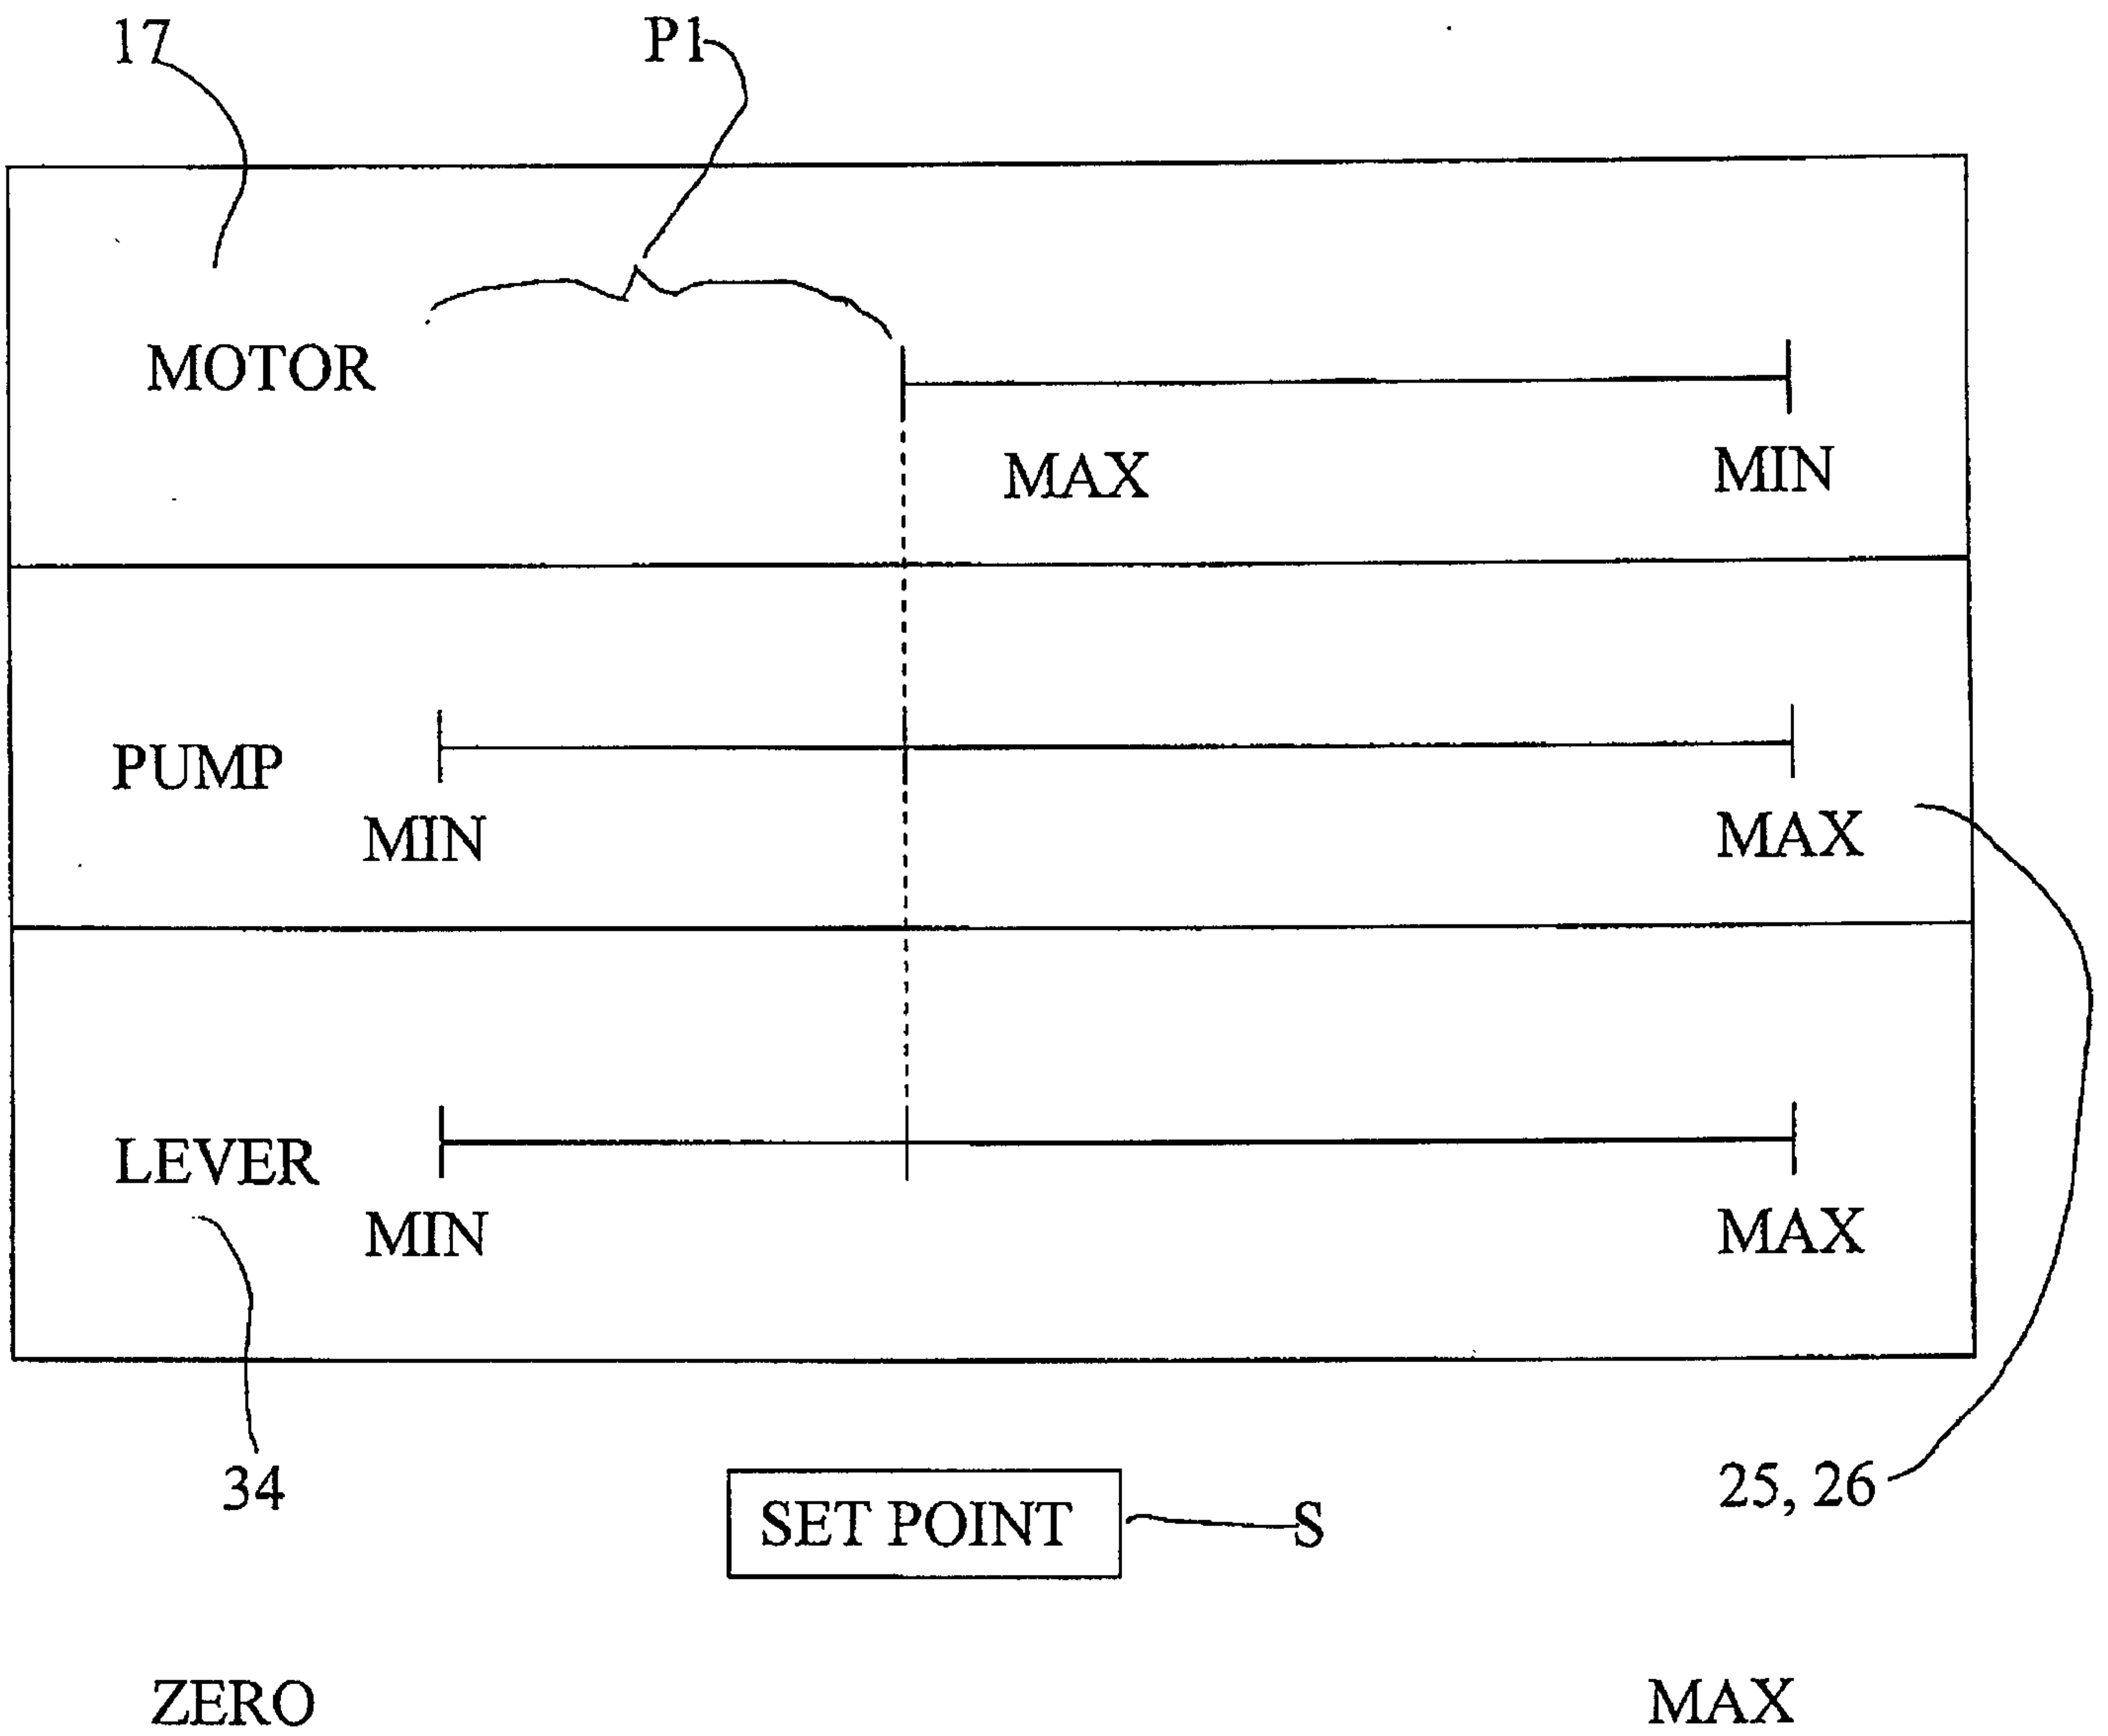 17
P1
MOTOR
MAX
MIN
PUMP
MIN
MAX
LEVER
MIN
MAX
34
25, 26
SET POINT
S
ZERO
MAX